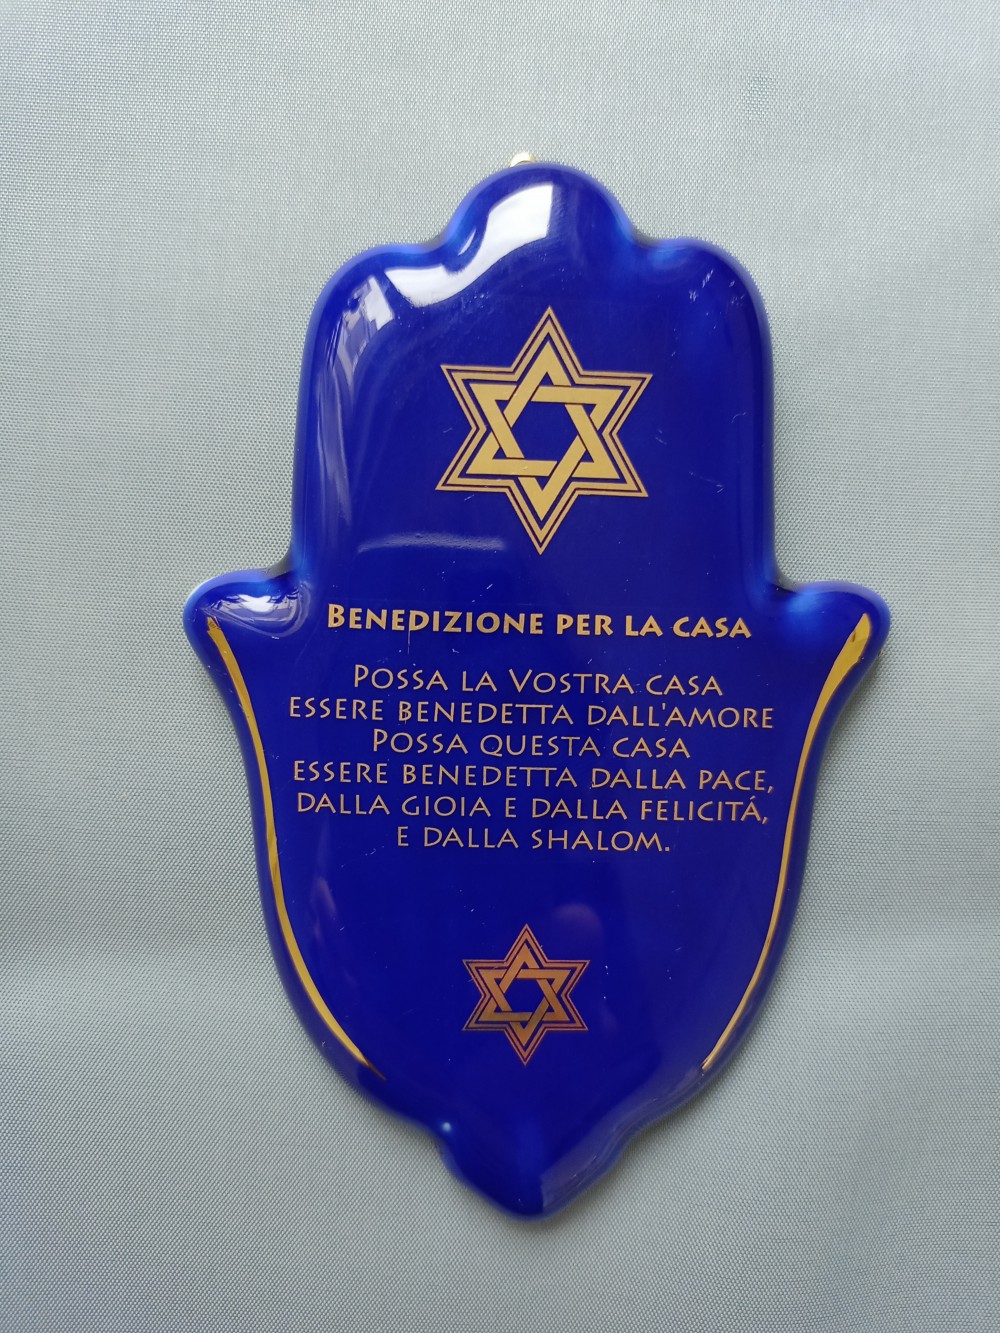 BENEDIZIONE PER LA CASA
POSSA LA VOSTRA CASA
ESSERE BENEDETTA DALL'AMORE
POSSA QUESTA CASA
ESSERE BENEDETTA DALLA PACE,
DALLA GIOIA E DALLA FELICITÁ,
E DALLA SHALOM.